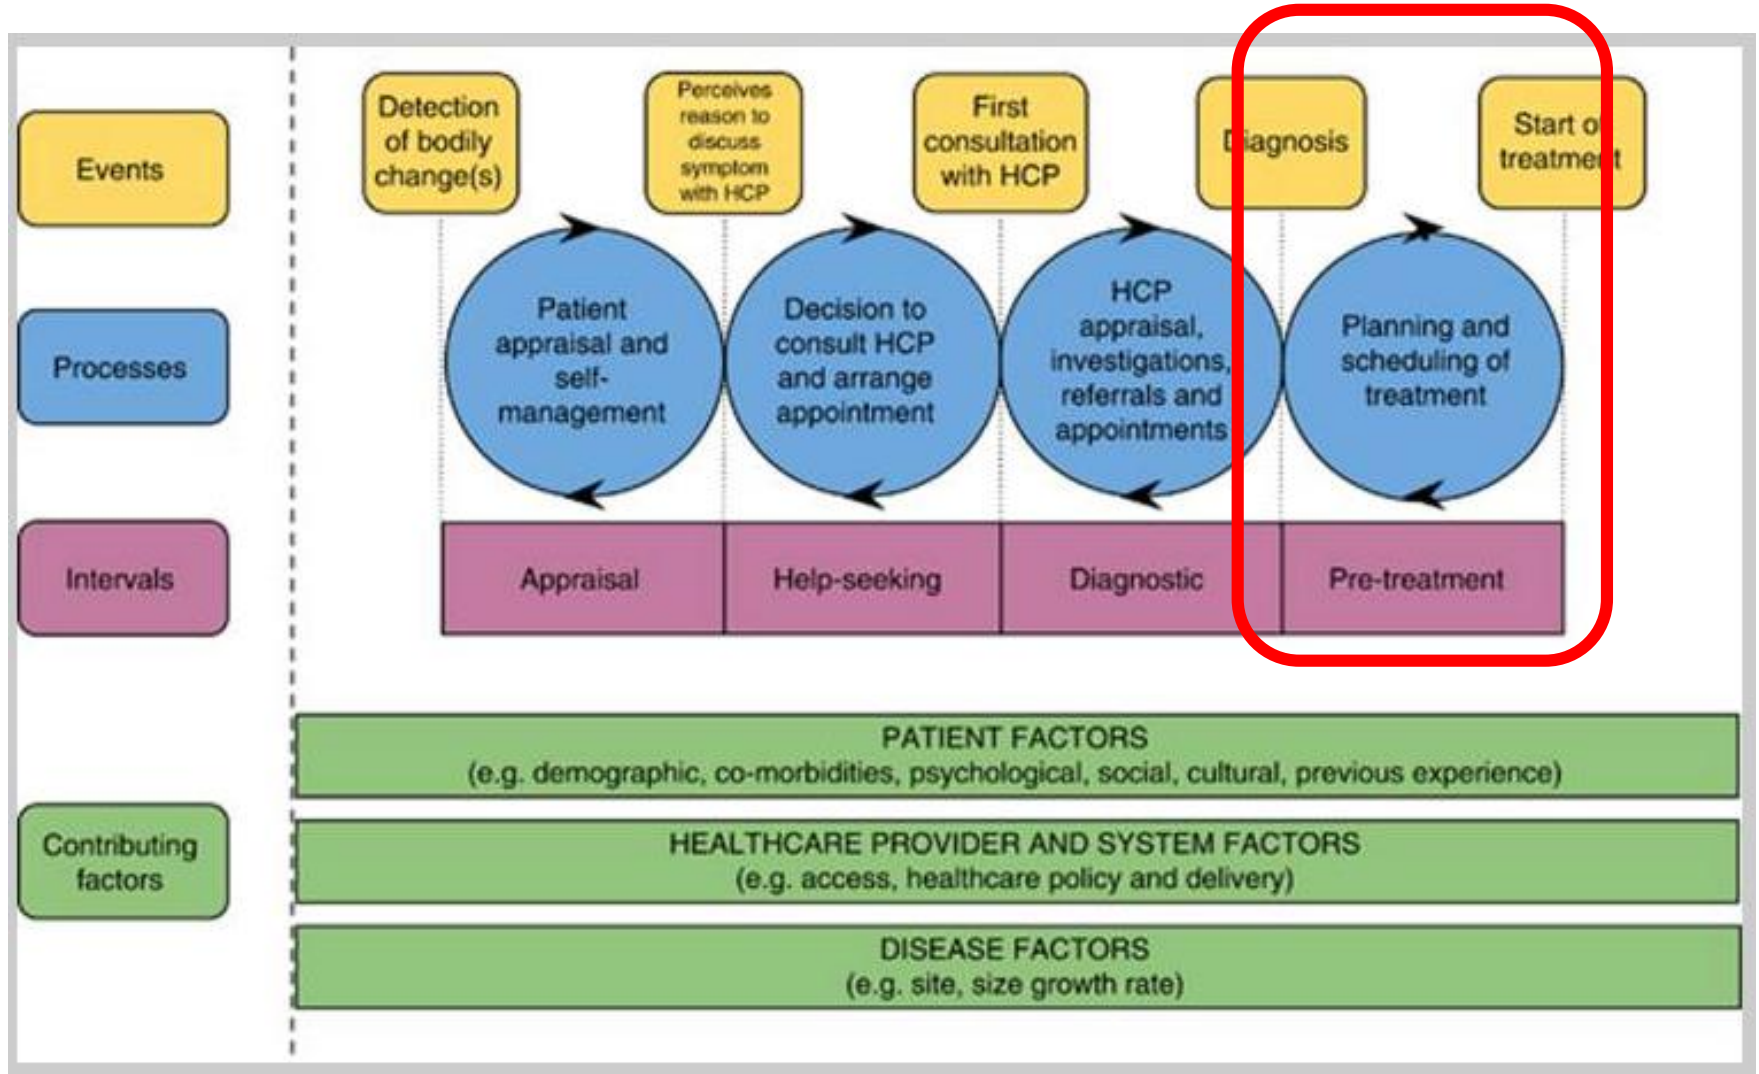 Events
Detection
of bodily
change(s)
Perceives
reason to
discuss
symptom
with HCP
First
consultation
with HCP
Diagnosis
Start of
treatment
Processes
Patient
appraisal and
self-
management
Decision to
consult HCP
and arrange
appointment
HCP
appraisal,
investigations,
referrals and
appointments
Planning and
scheduling of
treatment
Intervals
Appraisal
Help-seeking
Diagnostic
Pre-treatment
Contributing
factors
PATIENT FACTORS
(e.g. demographic, co-morbidities, psychological, social, cultural, previous experience)
HEALTHCARE PROVIDER AND SYSTEM FACTORS
(e.g. access, healthcare policy and delivery)
DISEASE FACTORS
(e.g. site, size growth rate)